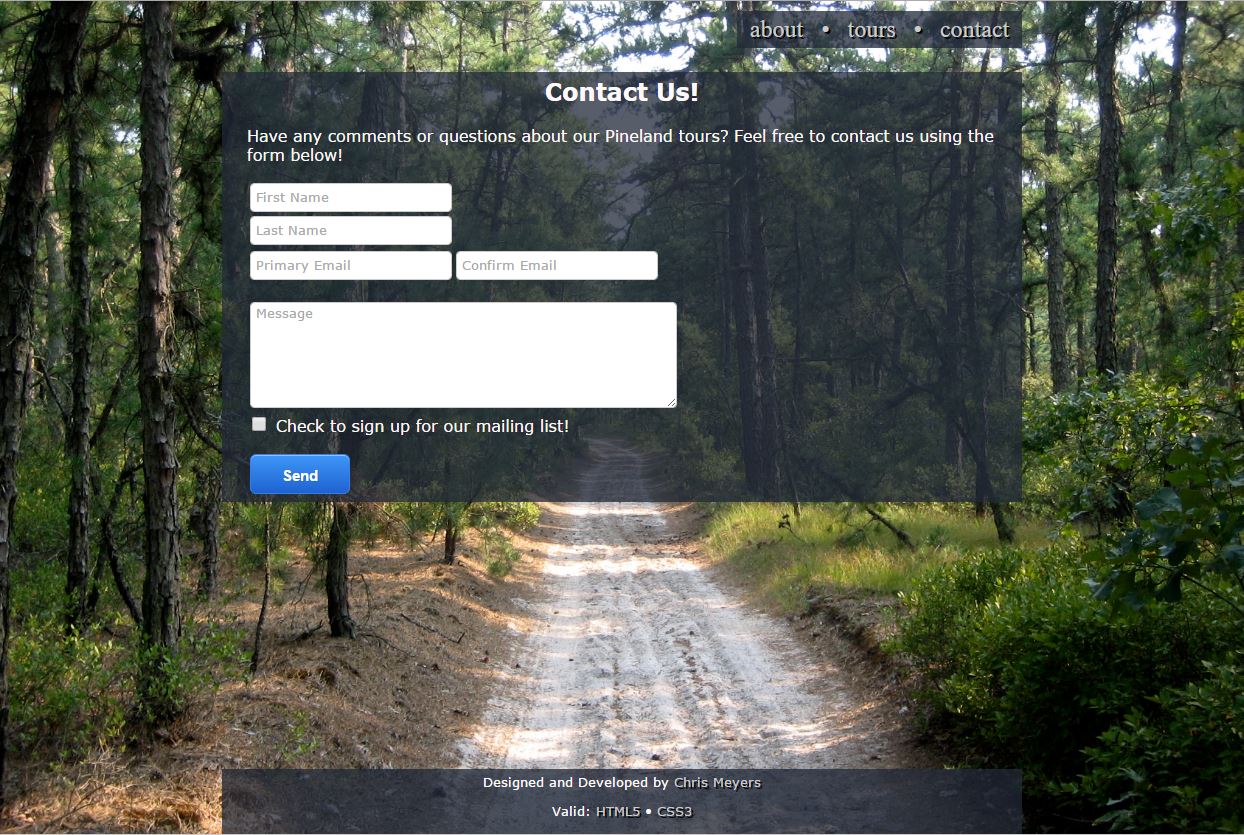 about • tours • contact
Contact Us!
Have any comments or questions about our Pineland tours? Feel free to contact us using the
form below!
First Name
Last Name
Primary Email Confirm Email
Message
Check to sign up for our mailing list!
Send
Designed and Developed by Chris Meyers
Valid: HTML5 • CSS3